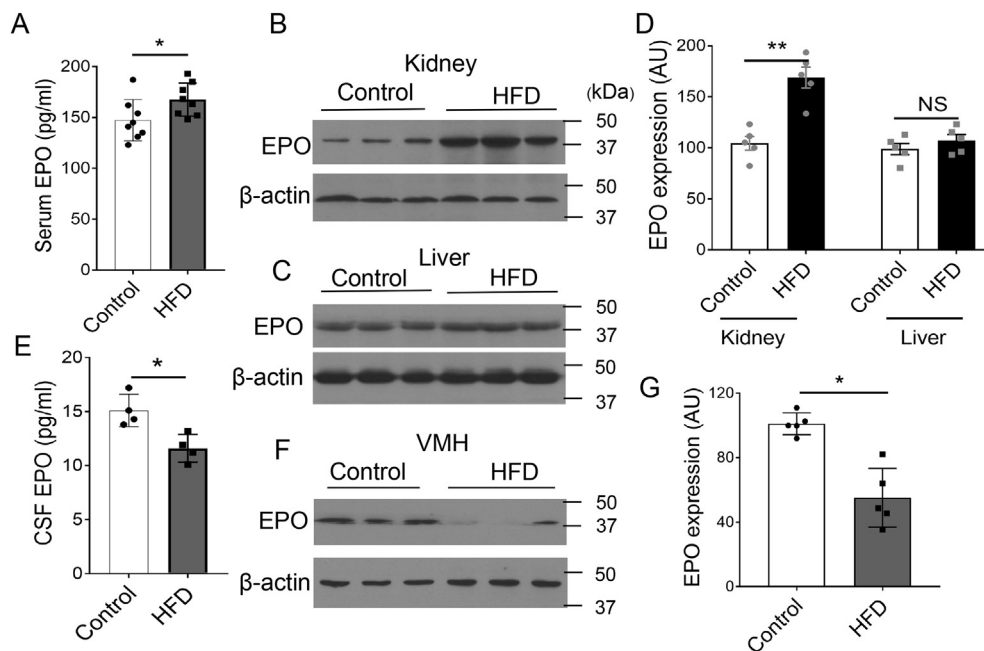 A
Serum EPO (pg/ml)
200
150
100
50
0
*
Control
HFD
B
Kidney
Control
HFD
(kDa)
EPO
50
37
β-actin
50
37
C
Liver
Control
HFD
EPO
50
37
β-actin
50
37
D
EPO expression (AU)
200
150
100
50
0
**
NS
Control
HFD
Control
HFD
Kidney
Liver
E
CSF EPO (pg/ml)
20
15
10
5
0
*
Control
HFD
F
VMH
Control
HFD
EPO
50
37
β-actin
50
37
G
EPO expression (AU)
120
80
40
0
*
Control
HFD